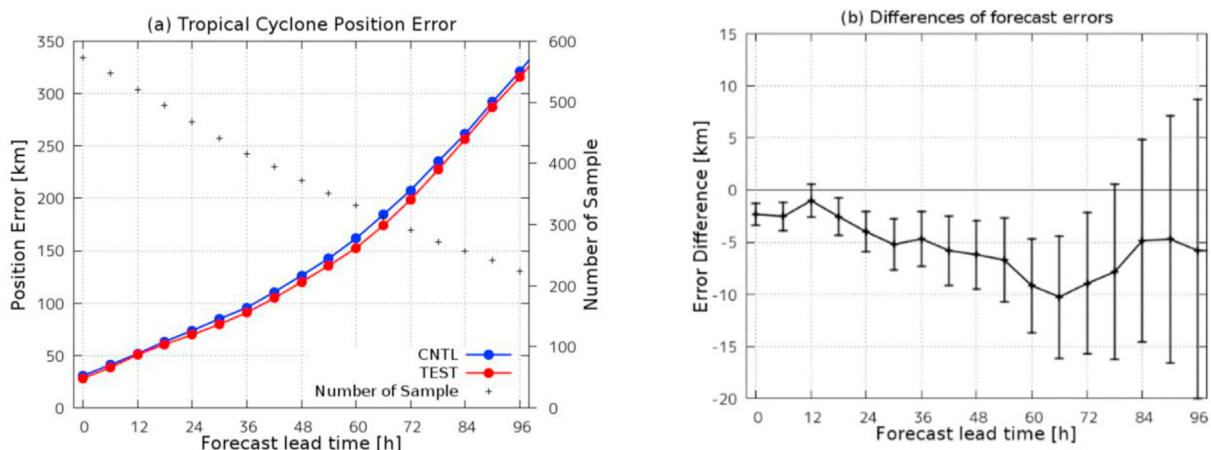 (a) Tropical Cyclone Position Error
350
300
250
200
150
100
50
0
Position Error [km]
600
500
400
300
200
100
0
Number of Sample
CNTL
TEST
Number of Sample
0 12 24 36 48 60 72 84 96
Forecast lead time [h]
(b) Differences of forecast errors
15
10
5
0
-5
-10
-15
-20
Error Difference [km]
0 12 24 36 48 60 72 84 96
Forecast lead time [h]